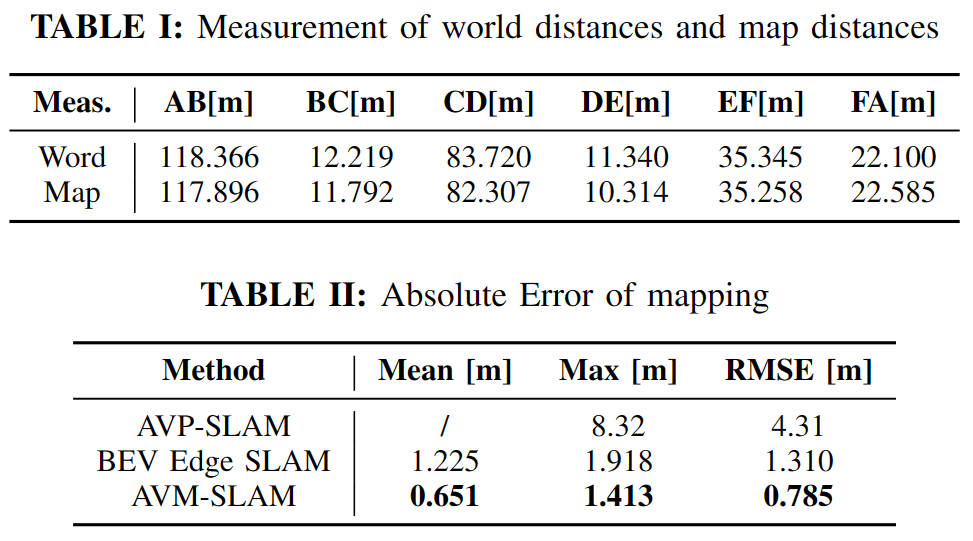 TABLE I: Measurement of world distances and map distances
Meas. AB[m] BC[m] CD[m] DE[m] EF[m] FA[m]
Word 118.366 12.219 83.720 11.340 35.345 22.100
Map 117.896 11.792 82.307 10.314 35.258 22.585
TABLE II: Absolute Error of mapping
Method Mean [m] Max [m] RMSE [m]
AVP-SLAM / 8.32 4.31
BEV Edge SLAM 1.225 1.918 1.310
AVM-SLAM 0.651 1.413 0.785